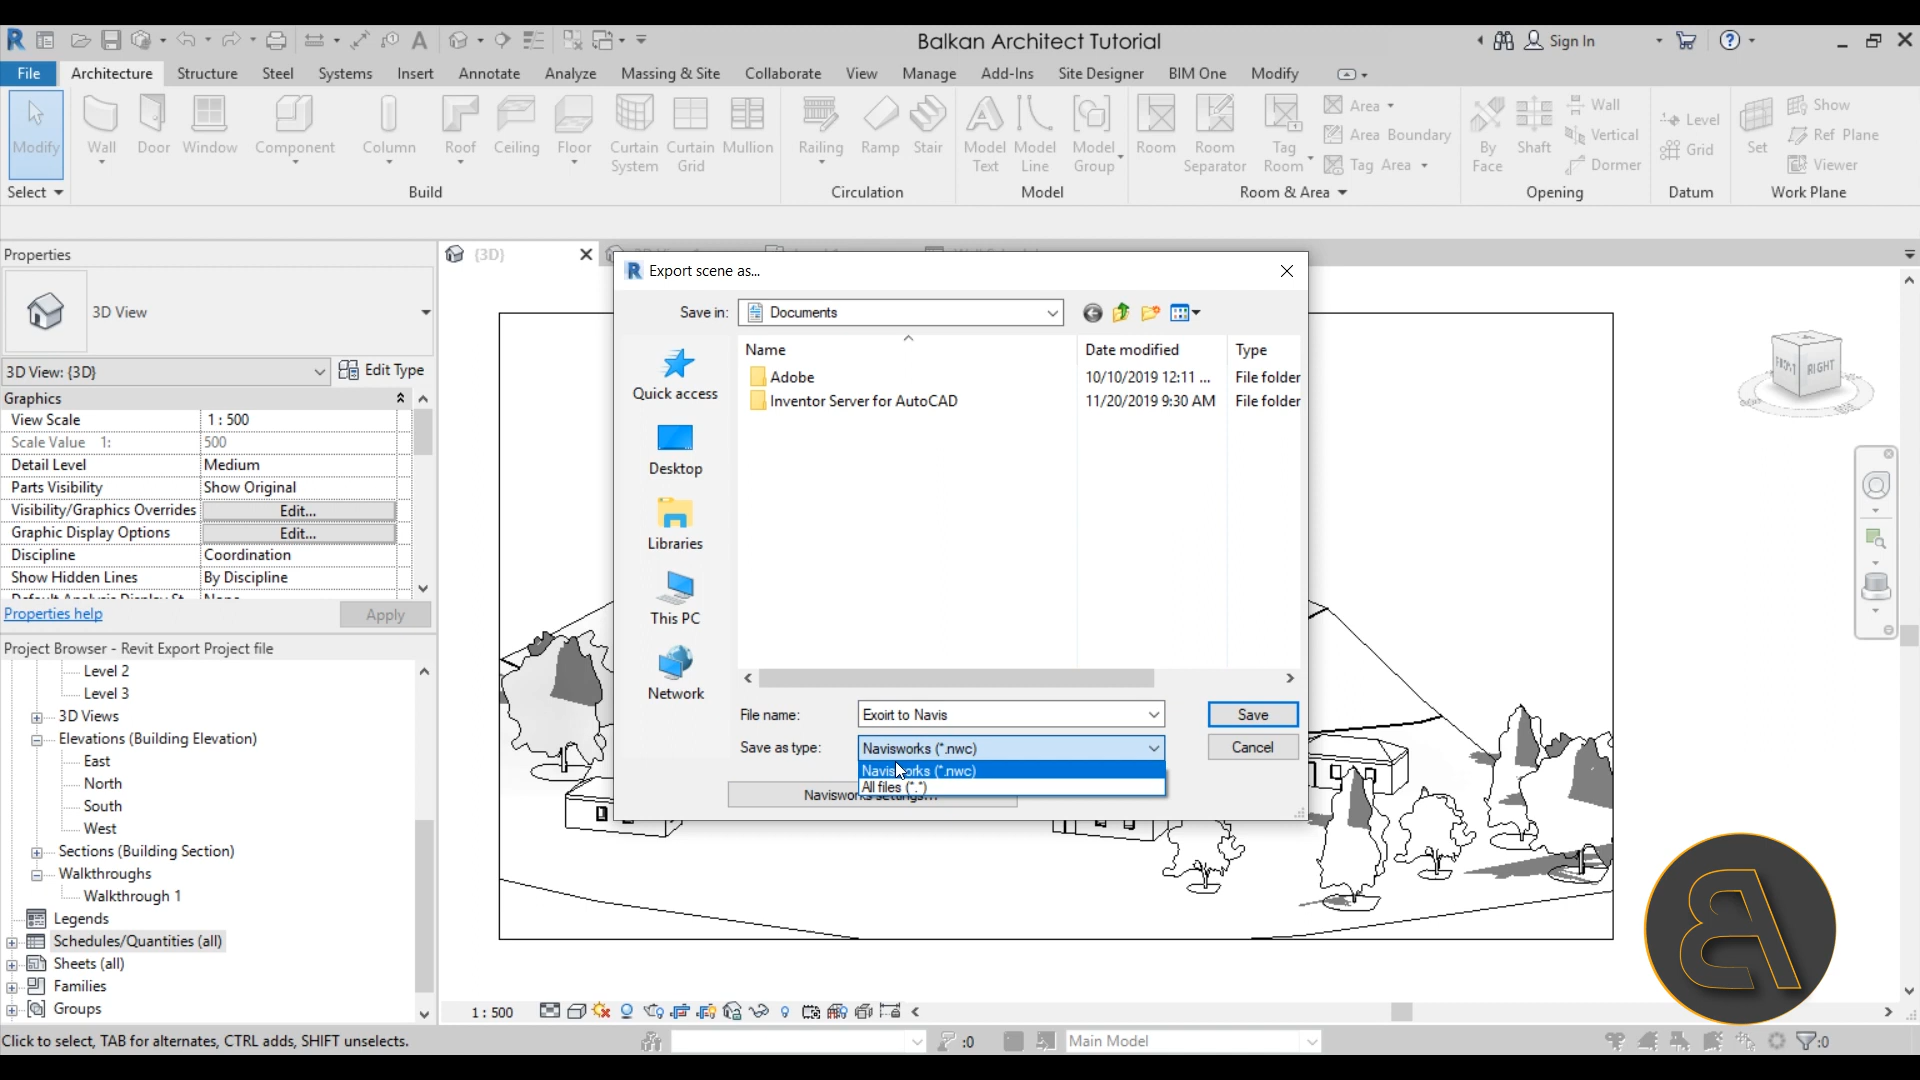 Balkan Architect Tutorial
Sign In
File Architecture Structure Steel Systems Insert Annotate Analyze Massing & Site Collaborate View Manage Add-Ins Site Designer BIM One Modify
Modify Wall Door Window Component Column Roof Ceiling Floor Curtain System Curtain Grid Mullion Railing Ramp Stair Model Text Model Line Model Group Room Room Separator Tag Room
Area
Area Boundary
Tag Area
By Face Shaft
Wall
Vertical
Dormer
Level
Grid
Set
Show
Ref Plane
Viewer
Select Build Circulation Model Room & Area Opening Datum Work Plane
Properties
3D View
3D View: {3D} Edit Type
Graphics
View Scale 1 : 500
Scale Value 1: 500
Detail Level Medium
Parts Visibility Show Original
Visibility/Graphics Overrides Edit...
Graphic Display Options Edit...
Discipline Coordination
Show Hidden Lines By Discipline
Properties help Apply
Project Browser - Revit Export Project file
Level 2
Level 3
3D Views
Elevations (Building Elevation)
East
North
South
West
Sections (Building Section)
Walkthroughs
Walkthrough 1
Legends
Schedules/Quantities (all)
Sheets (all)
Families
Groups
{3D}
Export scene as...
Save in: Documents
Name Date modified Type
Adobe 10/10/2019 12:11 ... File folder
Inventor Server for AutoCAD 11/20/2019 9:30 AM File folder
Quick access
Desktop
Libraries
This PC
Network
File name: Exoirt to Navis Save
Save as type: Navisworks (*.nwc) Cancel
Navisworks (*.nwc)
All files (*.*)
Navisworks settings...
FRONT RIGHT
1 : 500
Click to select, TAB for alternates, CTRL adds, SHIFT unselects.
:0
Main Model
:0